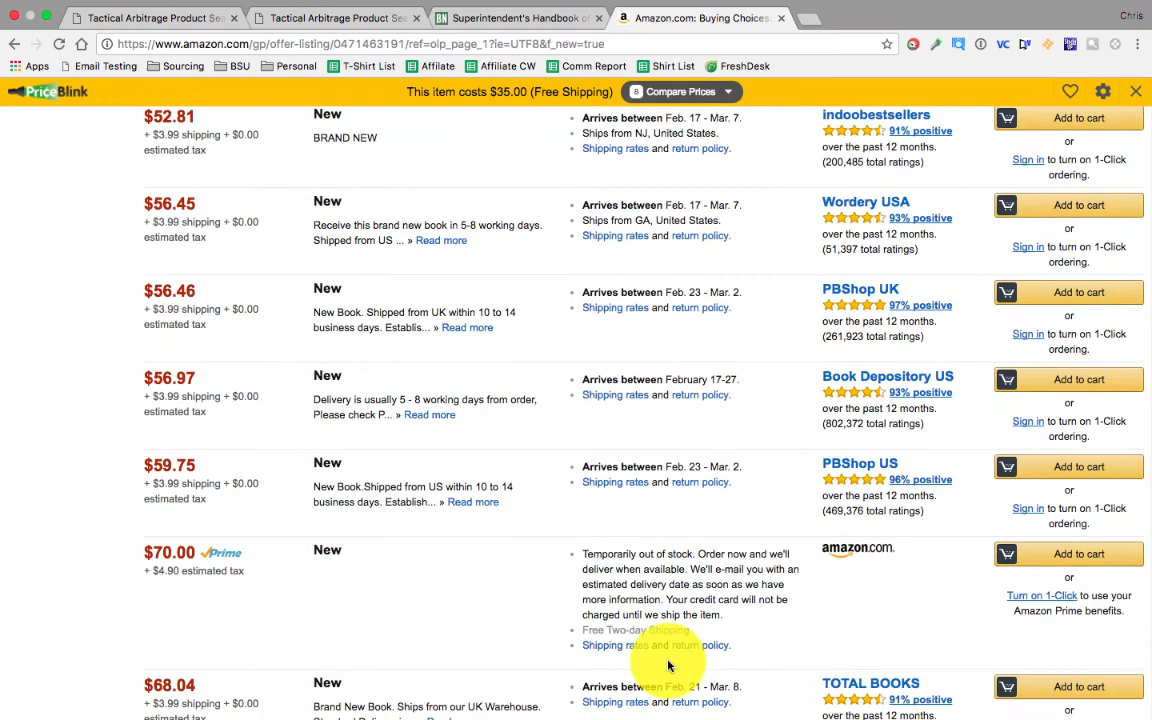 Tactical Arbitrage Product Sea
Tactical Arbitrage Product Sea
Superintendent's Handbook of
Amazon.com: Buying Choices:
Chris
https://www.amazon.com/gp/offer-listing/0471463191/ref=olp_page_1?ie=UTF8&f_new=true
Apps
Email Testing
Sourcing
BSU
Personal
T-Shirt List
Affilate
Affiliate CW
Comm Report
Shirt List
FreshDesk
PriceBlink
This item costs $35.00 (Free Shipping)
8 Compare Prices
$52.81
+ $3.99 shipping + $0.00
estimated tax
New
BRAND NEW
Arrives between Feb. 17 - Mar. 7.
Ships from NJ, United States.
Shipping rates and return policy.
indoobestsellers
91% positive
over the past 12 months.
(200,485 total ratings)
Add to cart
or
Sign in to turn on 1-Click
ordering.
$56.45
+ $3.99 shipping + $0.00
estimated tax
New
Receive this brand new book in 5-8 working days.
Shipped from US ... » Read more
Arrives between Feb. 17 - Mar. 7.
Ships from GA, United States.
Shipping rates and return policy.
Wordery USA
93% positive
over the past 12 months.
(51,397 total ratings)
Add to cart
or
Sign in to turn on 1-Click
ordering.
$56.46
+ $3.99 shipping + $0.00
estimated tax
New
New Book. Shipped from UK within 10 to 14
business days. Establis... » Read more
Arrives between Feb. 23 - Mar. 2.
Shipping rates and return policy.
PBShop UK
97% positive
over the past 12 months.
(261,923 total ratings)
Add to cart
or
Sign in to turn on 1-Click
ordering.
$56.97
+ $3.99 shipping + $0.00
estimated tax
New
Delivery is usually 5 - 8 working days from order,
Please check P... » Read more
Arrives between February 17-27.
Shipping rates and return policy.
Book Depository US
93% positive
over the past 12 months.
(802,372 total ratings)
Add to cart
or
Sign in to turn on 1-Click
ordering.
$59.75
+ $3.99 shipping + $0.00
estimated tax
New
New Book.Shipped from US within 10 to 14
business days. Establish... » Read more
Arrives between Feb. 23 - Mar. 2.
Shipping rates and return policy.
PBShop US
96% positive
over the past 12 months.
(469,376 total ratings)
Add to cart
or
Sign in to turn on 1-Click
ordering.
$70.00 Prime
+ $4.90 estimated tax
New
Temporarily out of stock. Order now and we'll
deliver when available. We'll e-mail you with an
estimated delivery date as soon as we have
more information. Your credit card will not be
charged until we ship the item.
Free Two-day Shipping
Shipping rates and return policy.
amazon.com.
Add to cart
or
Turn on 1-Click to use your
Amazon Prime benefits.
$68.04
+ $3.99 shipping + $0.00
New
Brand New Book. Ships from our UK Warehouse.
Arrives between Feb. 21 - Mar. 8.
Shipping rates and return policy.
TOTAL BOOKS
91% positive
over the past 12 months.
Add to cart
or